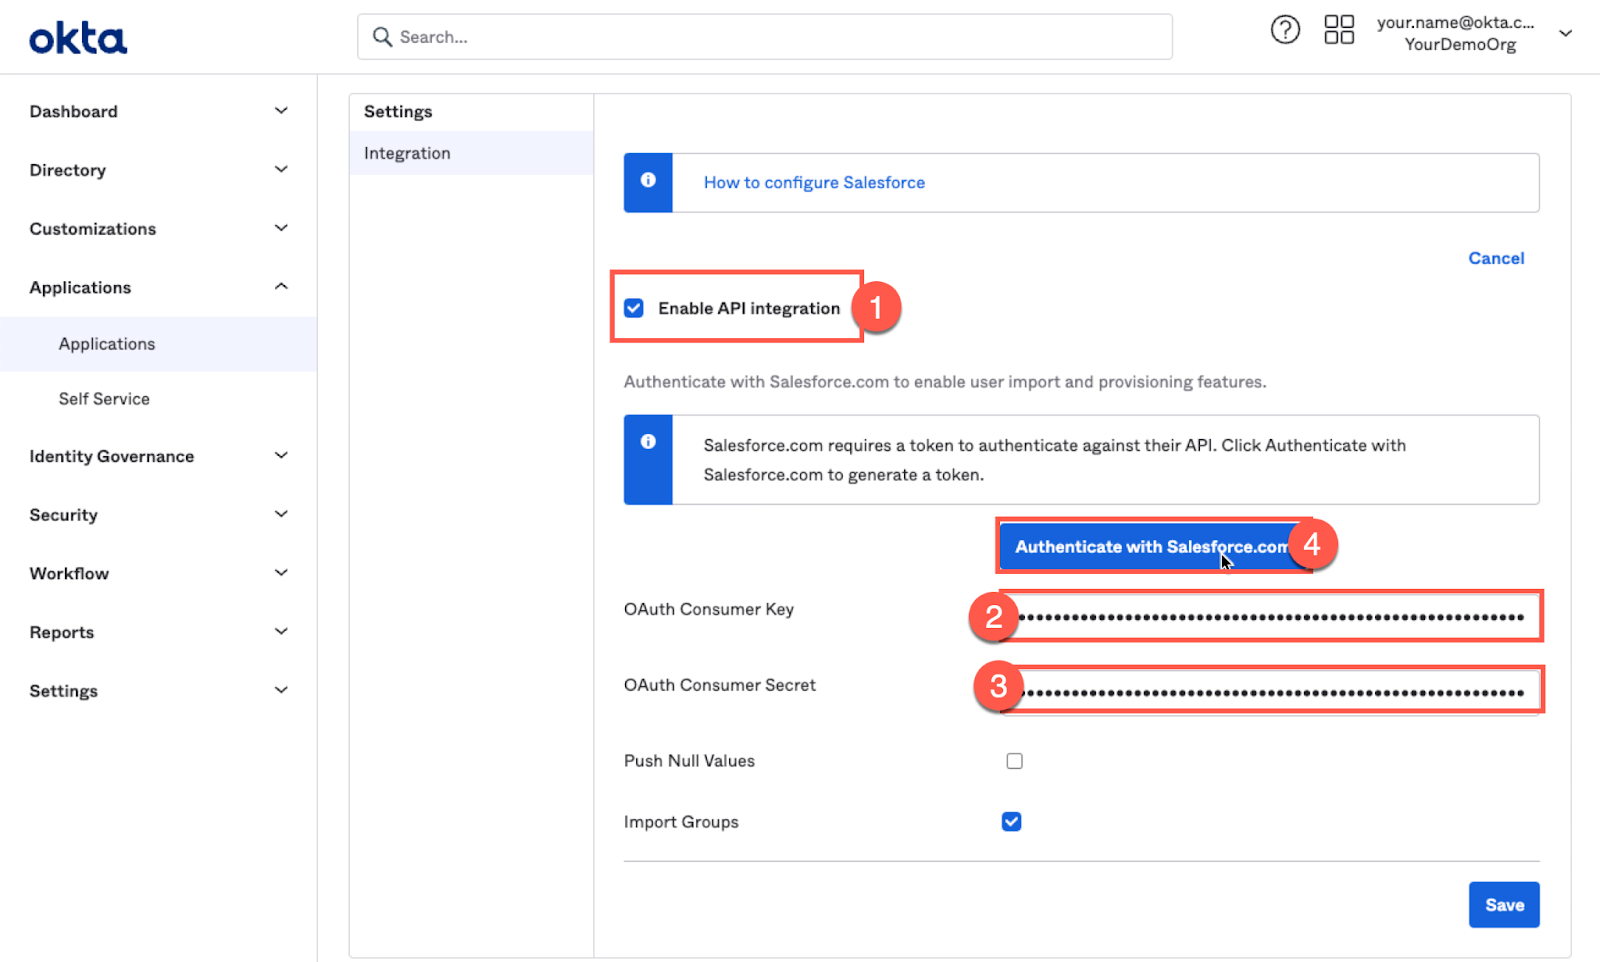 okta
Search...
your.name@okta.c...
YourDemoOrg
Dashboard
Directory
Customizations
Applications
Applications
Self Service
Identity Governance
Security
Workflow
Reports
Settings
Settings
Integration
How to configure Salesforce
Cancel
Enable API integration
1
Authenticate with Salesforce.com to enable user import and provisioning features.
Salesforce.com requires a token to authenticate against their API. Click Authenticate with
Salesforce.com to generate a token.
Authenticate with Salesforce.com
4
OAuth Consumer Key
2
OAuth Consumer Secret
3
Push Null Values
Import Groups
Save